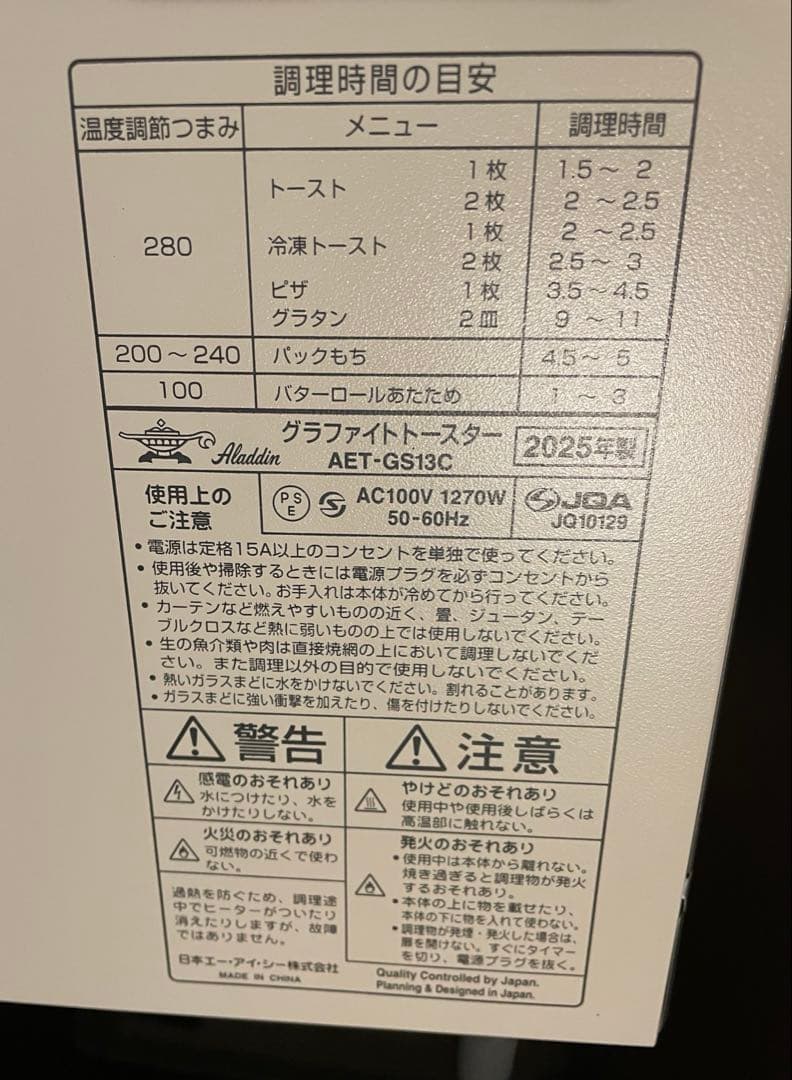 調理時間の目安
温度調節つまみ メニュー 調理時間
280
トースト 1枚 1.5～ 2
2枚 2 ～2.5
冷凍トースト 1枚 2 ～2.5
2枚 2.5～ 3
ピザ 1枚 3.5～4.5
グラタン 2皿 9 ～11
200～240 パックもち 4.5～ 5
100 バターロールあたため 1 ～ 3
Aladdin
グラファイトトースター
AET-GS13C
2025年製
使用上の
ご注意
PSE
AC100V 1270W
50-60Hz
JQA
JQ10129
•電源は定格15A以上のコンセントを単独で使ってください。
•使用後や掃除するときには電源プラグを必ずコンセントから
抜いてください。お手入れは本体が冷めてから行ってください。
•カーテンなど燃えやすいものの近く、畳、ジュータン、テー
ブルクロスなど熱に弱いものの上では使用しないでください。
•生の魚介類や肉は直接焼網の上において調理しないでくだ
さい。また調理以外の目的で使用しないでください。
•熱いガラスまどに水をかけないでください。割れることがあります。
•ガラスまどに強い衝撃を加えたり、傷を付けたりしないでください。
警告
感電のおそれあり
水につけたり、水を
かけたりしない。
火災のおそれあり
可燃物の近くで使わ
ない。
過熱を防ぐため、調理途
中でヒーターがついたり
消えたりしますが、故障
ではありません。
日本エー・アイ・シー株式会社
MADE IN CHINA
注意
やけどのおそれあり
使用中や使用後しばらくは
高温部に触れない。
発火のおそれあり
•使用中は本体から離れない。
焼き過ぎると調理物が発火
するおそれあり。
•本体の上に物を載せたり、
本体の下に物を入れて使わない。
•調理物が発煙・発火した場合は、
扉を開けない。すぐにタイマー
を切り、電源プラグを抜く。
Quality Controlled by Japan.
Planning & Designed in Japan.